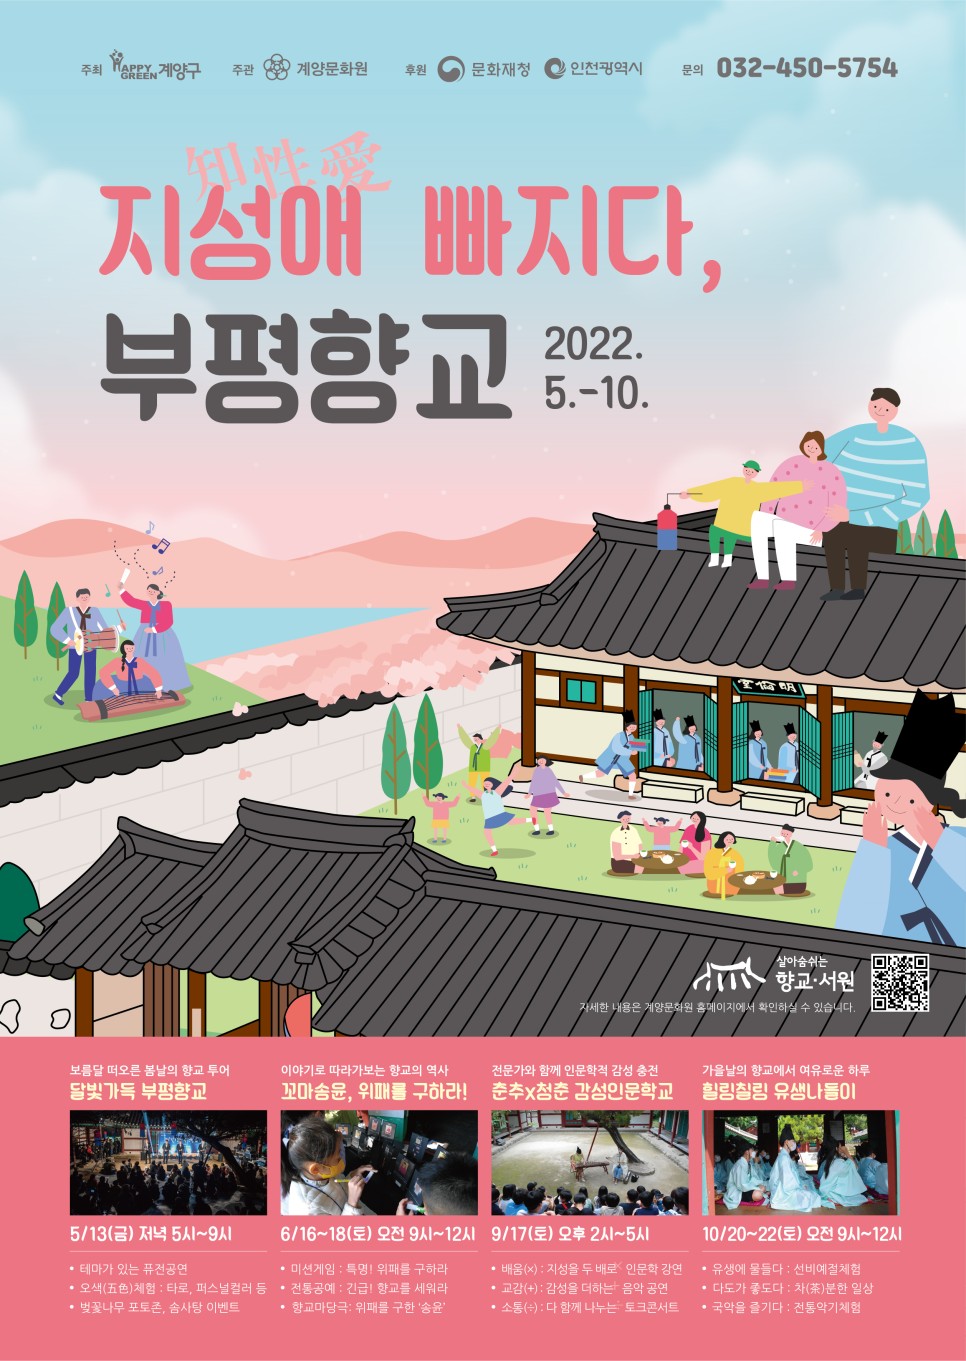 주최 HAPPY GREEN 계양구 주관 계양문화원 후원 문화재청 인천광역시 문의 032-450-5754
知性愛
지성애 빠지다,
부평향교
2022.
5.-10.
明倫堂
살아숨쉬는
향교·서원
자세한 내용은 계양문화원 홈페이지에서 확인하실 수 있습니다.
보름달 떠오른 봄날의 향교 투어
달빛가득 부평향교
5/13(금) 저녁 5시~9시
• 테마가 있는 퓨전공연
• 오색(五色)체험 : 타로, 퍼스널컬러 등
• 벚꽃나무 포토존, 솜사탕 이벤트
이야기로 따라가보는 향교의 역사
꼬마송윤, 위패를 구하라!
6/16~18(토) 오전 9시~12시
• 미션게임 : 특명! 위패를 구하라
• 전통공예 : 긴급! 향교를 세워라
• 향교마당극: 위패를 구한 '송윤'
전문가와 함께 인문학적 감성 충전
춘추x청춘 감성인문학교
9/17(토) 오후 2시~5시
• 배움(×) : 지성을 두 배로× 인문학 강연
• 교감(+) : 감성을 더하는+ 음악 공연
• 소통(÷) : 다 함께 나누는÷ 토크콘서트
가을날의 향교에서 여유로운 하루
힐링칠링 유생나들이
10/20~22(토) 오전 9시~12시
• 유생에 물들다 : 선비예절체험
• 다도가 좋도다 : 차(茶)분한 일상
• 국악을 즐기다 : 전통악기체험